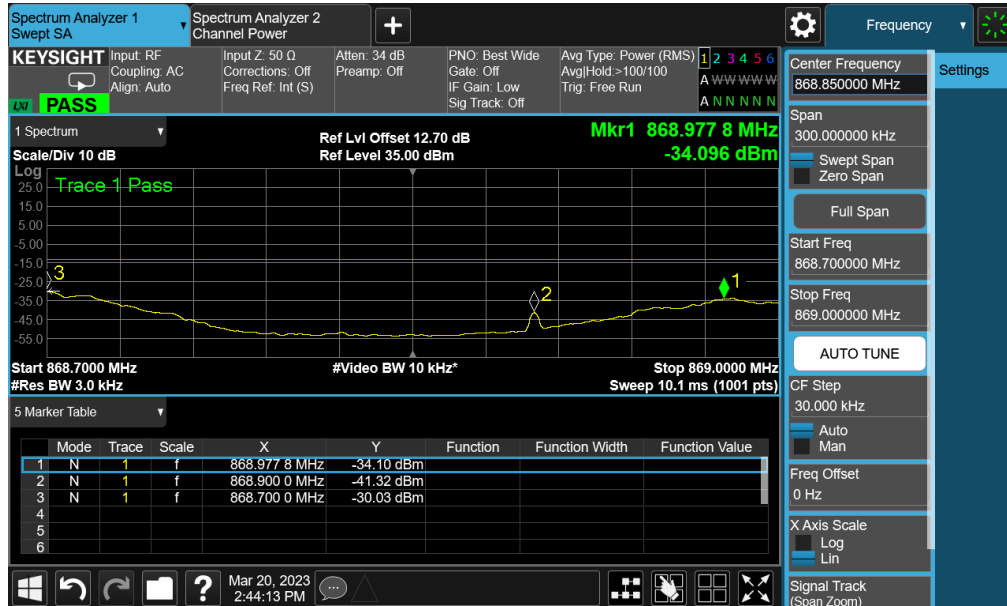 Spectrum Analyzer 1
Swept SA
Spectrum Analyzer 2
Channel Power
Frequency
KEYSIGHT
LXI
PASS
Input: RF
Coupling: AC
Align: Auto
Input Z: 50 Ω
Corrections: Off
Freq Ref: Int (S)
Atten: 34 dB
Preamp: Off
PNO: Best Wide
Gate: Off
IF Gain: Low
Sig Track: Off
Avg Type: Power (RMS)
Avg|Hold:>100/100
Trig: Free Run
1 2 3 4 5 6
A W W W W W
A N N N N N
1 Spectrum
Scale/Div 10 dB
Ref Lvl Offset 12.70 dB
Ref Level 35.00 dBm
Mkr1 868.977 8 MHz
-34.096 dBm
Log
Trace 1 Pass
25.0
15.0
5.00
-5.00
-15.0
-25.0
-35.0
-45.0
-55.0
3
2
1
Start 868.7000 MHz
#Video BW 10 kHz*
Stop 869.0000 MHz
#Res BW 3.0 kHz
Sweep 10.1 ms (1001 pts)
5 Marker Table
Mode Trace Scale X Y Function Function Width Function Value
1 N 1 f 868.977 8 MHz -34.10 dBm
2 N 1 f 868.900 0 MHz -41.32 dBm
3 N 1 f 868.700 0 MHz -30.03 dBm
4
5
6
?
Mar 20, 2023
2:44:13 PM
Center Frequency
868.850000 MHz
Settings
Span
300.000000 kHz
Swept Span
Zero Span
Full Span
Start Freq
868.700000 MHz
Stop Freq
869.000000 MHz
AUTO TUNE
CF Step
30.000 kHz
Auto
Man
Freq Offset
0 Hz
X Axis Scale
Log
Lin
Signal Track
(Span Zoom)